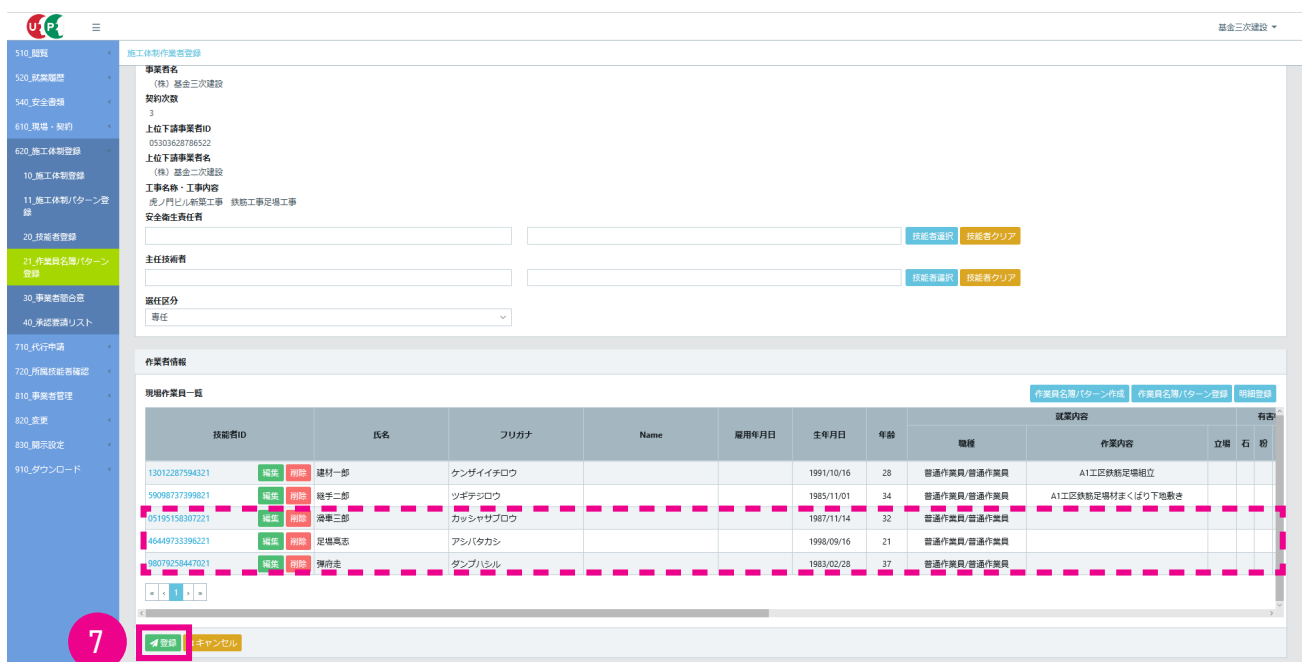 UPi ☰ 基金三次建設
510_閲覧
520_就業履歴
540_安全書類
610_現場・契約
620_施工体制登録
10_施工体制登録
11_施工体制パターン登
録
20_技能者登録
21_作業員名簿パターン
登録
30_事業者間合意
40_承認要請リスト
710_代行申請
720_所属技能者確認
810_事業者管理
820_変更
830_開示設定
910_ダウンロード
施工体制作業者登録
事業者名
（株）基金三次建設
契約次数
3
上位下請事業者ID
05303628786522
上位下請事業者名
（株）基金二次建設
工事名称・工事内容
虎ノ門ビル新築工事 鉄筋工事足場工事
安全衛生責任者
技能者選択 技能者クリア
主任技術者
技能者選択 技能者クリア
選任区分
専任
作業者情報
現場作業員一覧 作業員名簿パターン作成 作業員名簿パターン登録 明細登録
技能者ID 氏名 フリガナ Name 雇用年月日 生年月日 年齢 就業内容 有害
職種 作業内容 立場 石 粉
13012287594321 編集 削除 建材一郎 ケンザイイチロウ 1991/10/16 28 普通作業員/普通作業員 A1工区鉄筋足場組立
59098737399821 編集 削除 継手二郎 ツギテジロウ 1985/11/01 34 普通作業員/普通作業員 A1工区鉄筋足場材まくばり下地敷き
05195158307221 編集 削除 滑車三郎 カッシャサブロウ 1987/11/14 32 普通作業員/普通作業員
46449733396221 編集 削除 足場高志 アシバタカシ 1998/09/16 21 普通作業員/普通作業員
98079258447021 編集 削除 弾府走 ダンプハシル 1983/02/28 37 普通作業員/普通作業員
« ‹ 1 › »
7 登録 キャンセル